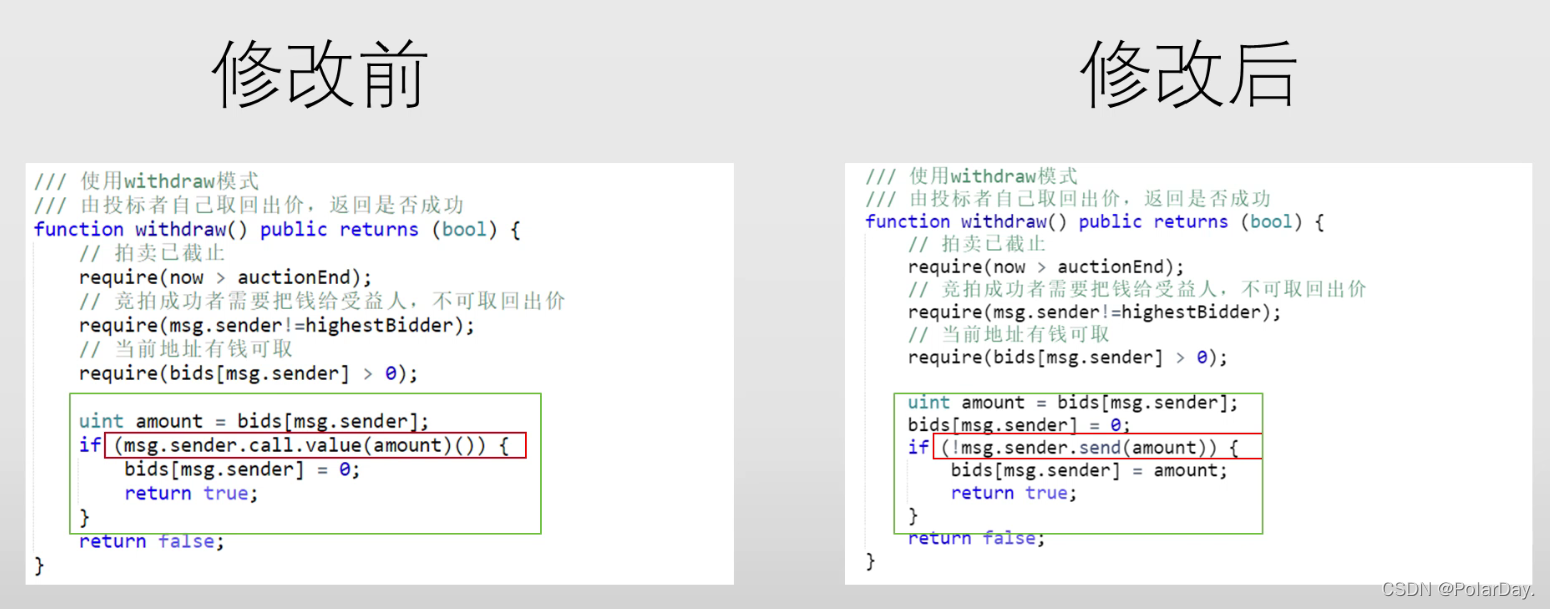 修改前
/// 使用withdraw模式
/// 由投标者自己取回出价，返回是否成功
function withdraw() public returns (bool) {
// 拍卖已截止
require(now > auctionEnd);
// 竞拍成功者需要把钱给受益人，不可取回出价
require(msg.sender!=highestBidder);
// 当前地址有钱可取
require(bids[msg.sender] > 0);
uint amount = bids[msg.sender];
if (msg.sender.call.value(amount)()) {
bids[msg.sender] = 0;
return true;
}
return false;
}
修改后
/// 使用withdraw模式
/// 由投标者自己取回出价，返回是否成功
function withdraw() public returns (bool) {
// 拍卖已截止
require(now > auctionEnd);
// 竞拍成功者需要把钱给受益人，不可取回出价
require(msg.sender!=highestBidder);
// 当前地址有钱可取
require(bids[msg.sender] > 0);
uint amount = bids[msg.sender];
bids[msg.sender] = 0;
if (!msg.sender.send(amount)) {
bids[msg.sender] = amount;
return true;
}
return false;
}
CSDN @PolarDay.